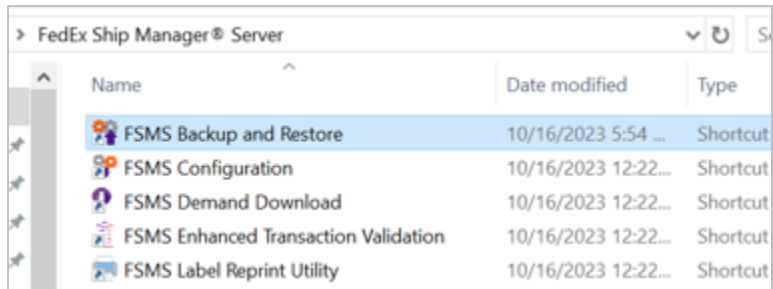 > FedEx Ship Manager® Server
Name Date modified Type
FSMS Backup and Restore 10/16/2023 5:54 ... Shortcut
FSMS Configuration 10/16/2023 12:22... Shortcut
FSMS Demand Download 10/16/2023 12:22... Shortcut
FSMS Enhanced Transaction Validation 10/16/2023 12:22... Shortcut
FSMS Label Reprint Utility 10/16/2023 12:22... Shortcut